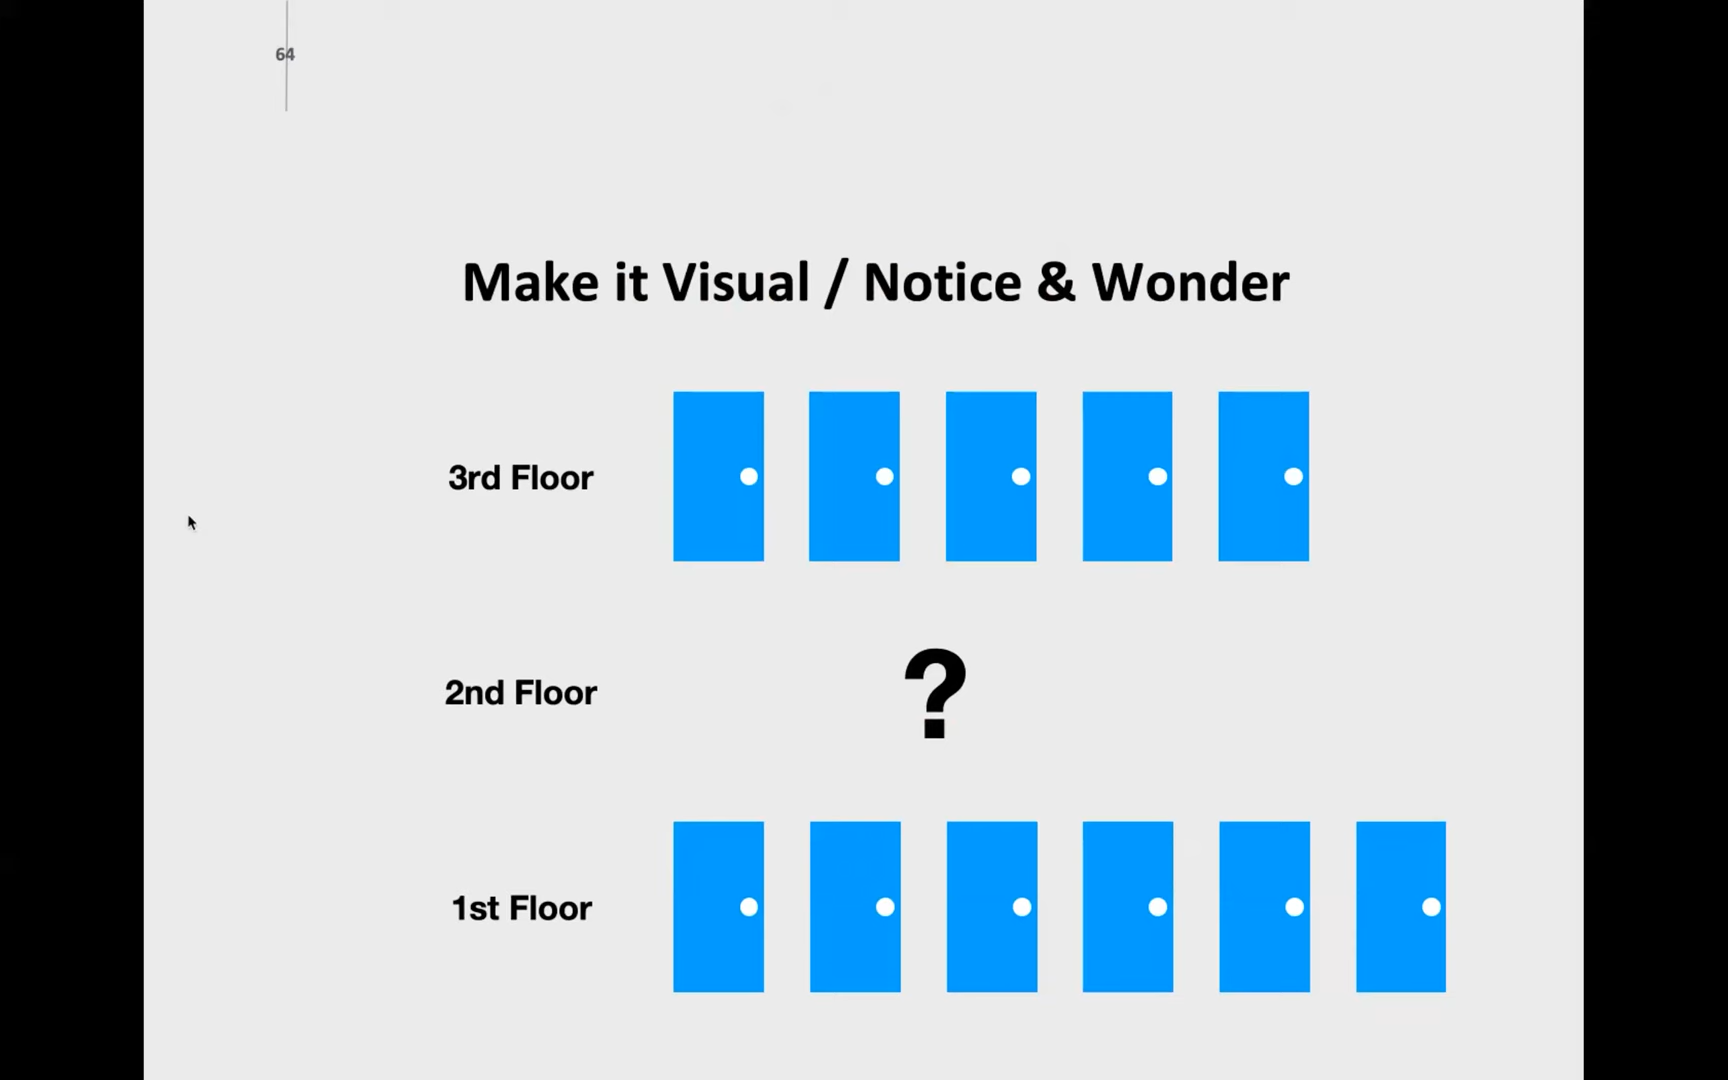 64
Make it Visual / Notice & Wonder
3rd Floor
2nd Floor
?
1st Floor